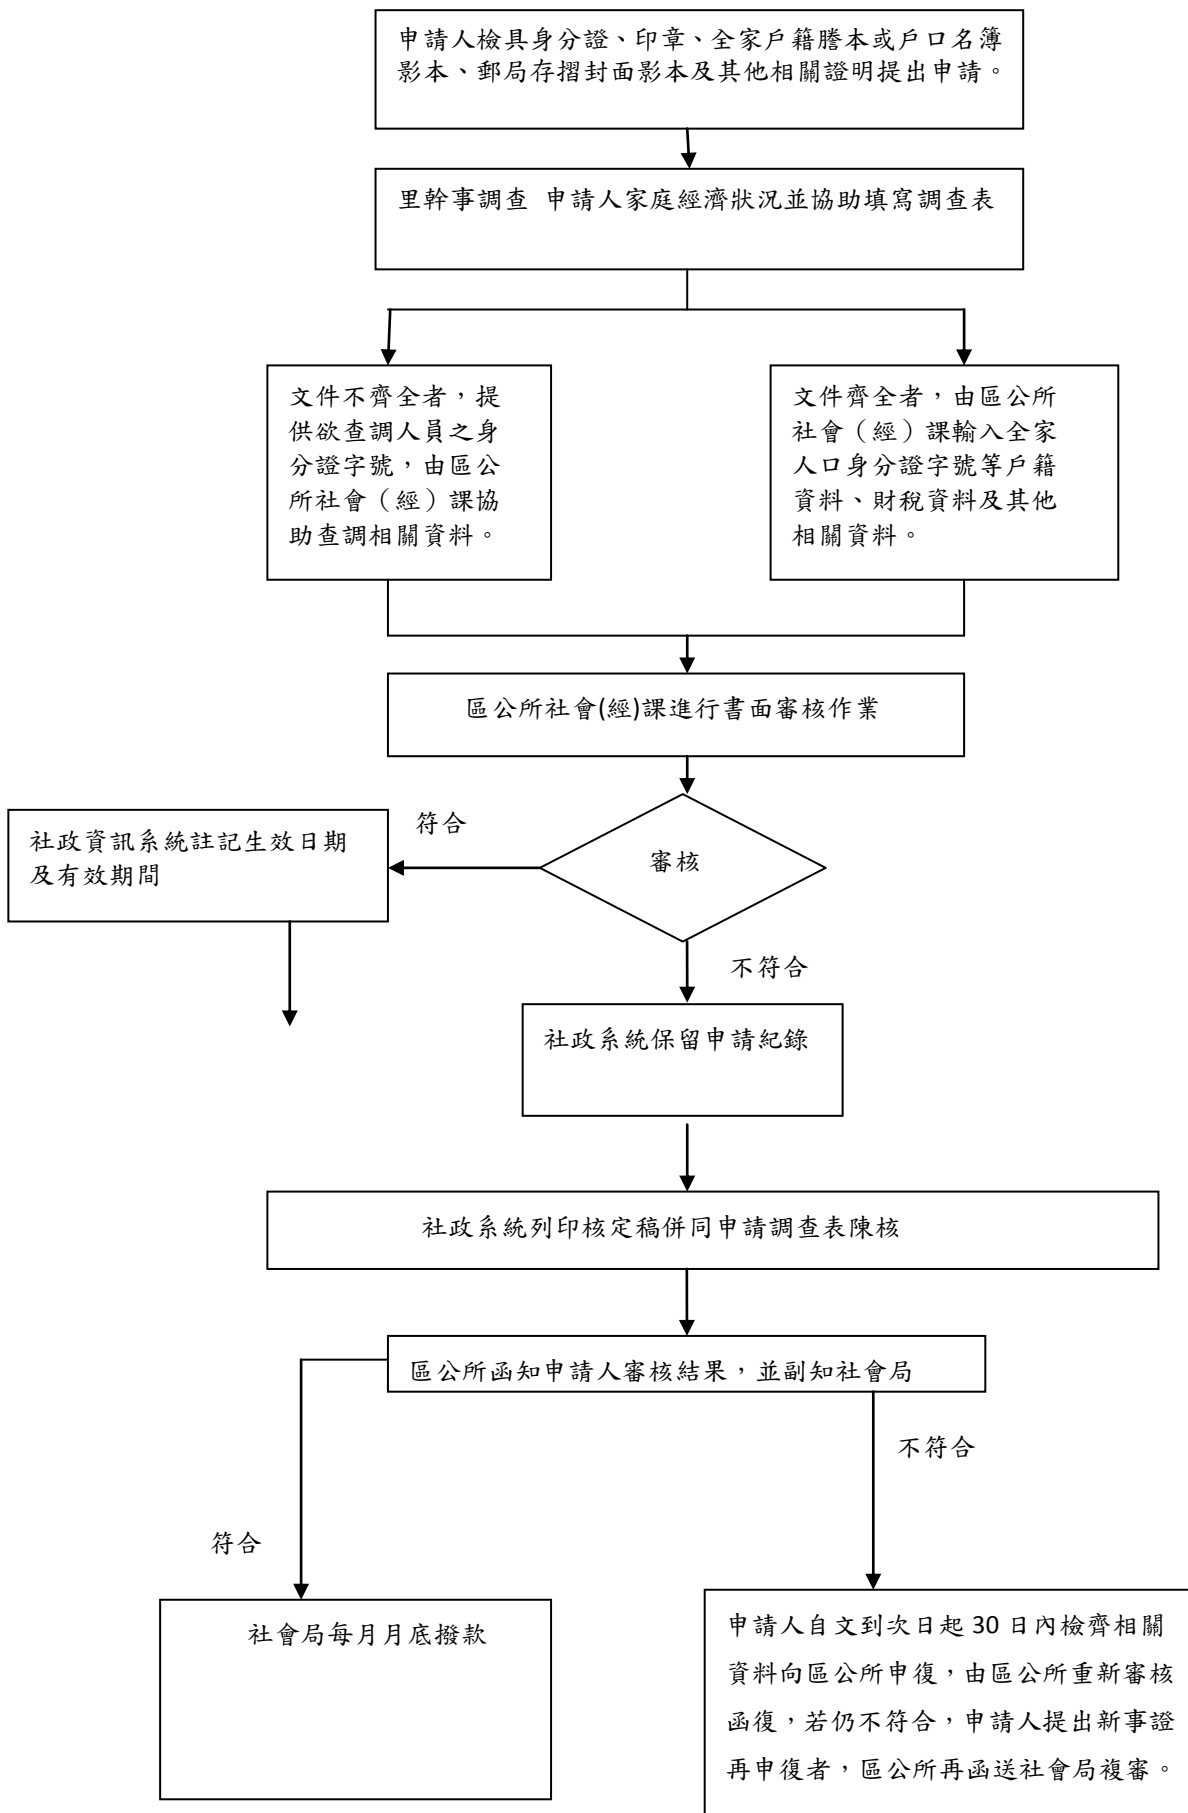 申請人檢具身分證、印章、全家戶籍謄本或戶口名簿
影本、郵局存摺封面影本及其他相關證明提出申請。
里幹事調查 申請人家庭經濟狀況並協助填寫調查表
文件不齊全者，提
供欲查調人員之身
分證字號，由區公
所社會（經）課協
助查調相關資料。
文件齊全者，由區公所
社會（經）課輸入全家
人口身分證字號等戶籍
資料、財稅資料及其他
相關資料。
區公所社會(經)課進行書面審核作業
審核
符合
社政資訊系統註記生效日期
及有效期間
不符合
社政系統保留申請紀錄
社政系統列印核定稿併同申請調查表陳核
區公所函知申請人審核結果，並副知社會局
不符合
符合
社會局每月月底撥款
申請人自文到次日起 30 日內檢齊相關
資料向區公所申復，由區公所重新審核
函復，若仍不符合，申請人提出新事證
再申復者，區公所再函送社會局複審。